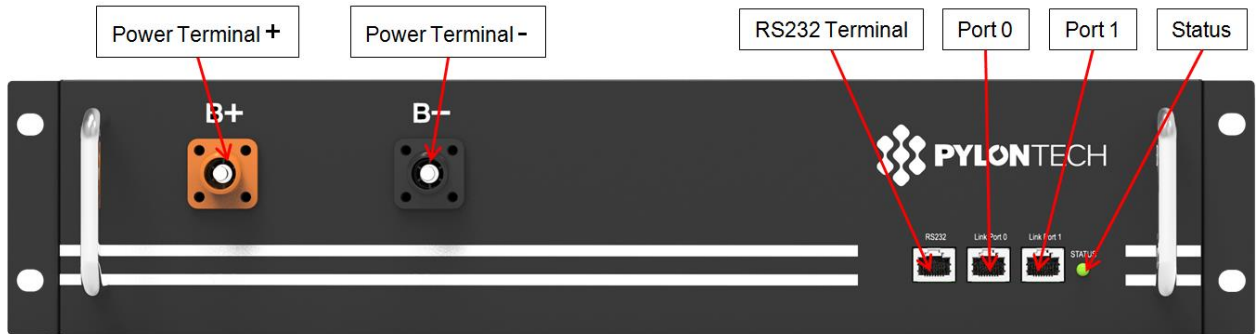 Power Terminal +
Power Terminal -
RS232 Terminal
Port 0
Port 1
Status
B+
B-
PYLONTECH
RS232
Link Port 0
Link Port 1
STATUS